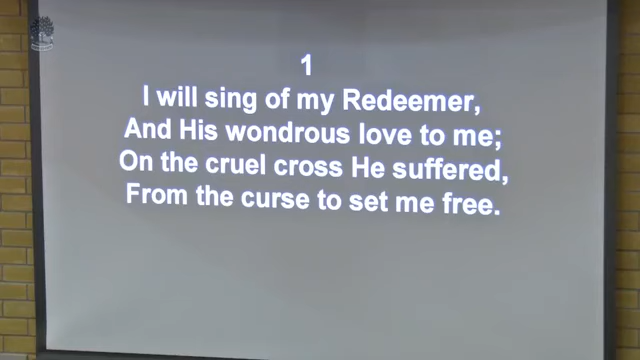 1
I will sing of my Redeemer,
And His wondrous love to me;
On the cruel cross He suffered,
From the curse to set me free.